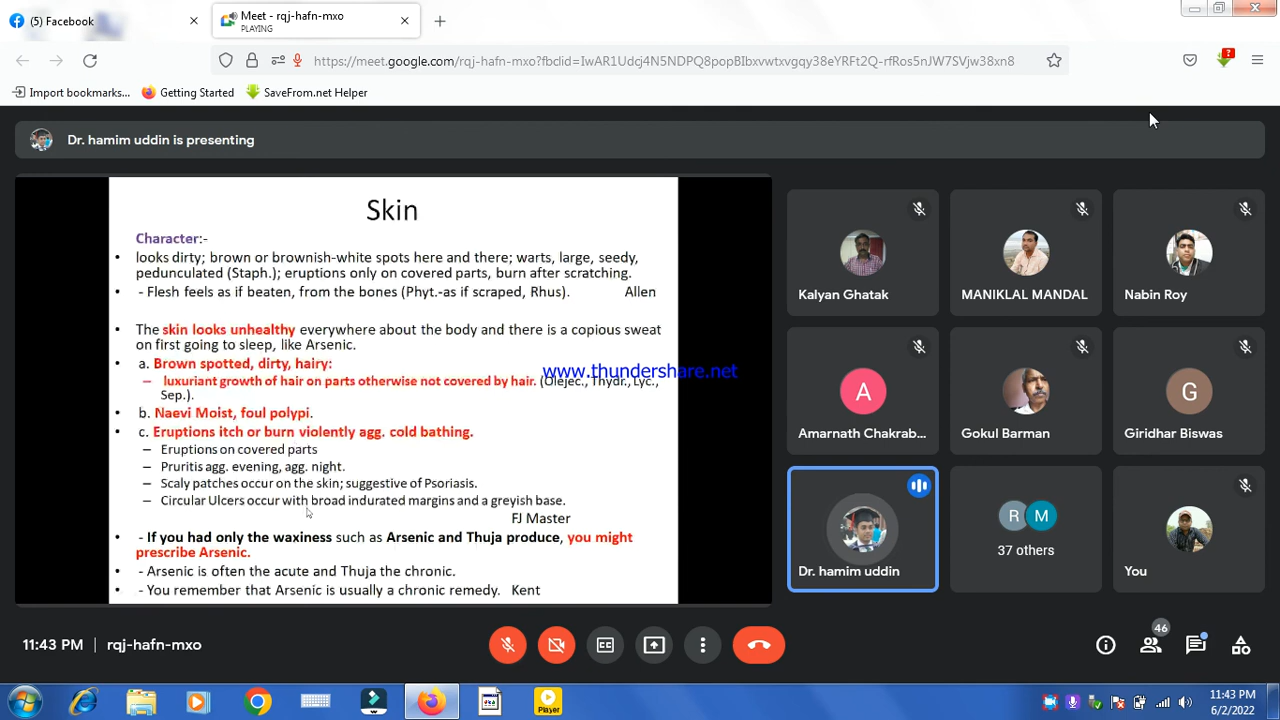 (5) Facebook
Meet - rqj-hafn-mxo
PLAYING
https://meet.google.com/rqj-hafn-mxo?fbclid=IwAR1Udcj4N5NDPQ8popBIbxvwtxvgqy38eYRFt2Q-rfRos5nJW7SVjw38xn8
Import bookmarks...
Getting Started
SaveFrom.net Helper
Dr. hamim uddin is presenting
Skin
Character:-
• looks dirty; brown or brownish-white spots here and there; warts, large, seedy,
pedunculated (Staph.); eruptions only on covered parts, burn after scratching.
• - Flesh feels as if beaten, from the bones (Phyt.-as if scraped, Rhus). Allen
• The skin looks unhealthy everywhere about the body and there is a copious sweat
on first going to sleep, like Arsenic.
• a. Brown spotted, dirty, hairy:
– luxuriant growth of hair on parts otherwise not covered by hair. (Olejec., Thydr., Lyc.,
Sep.).
• b. Naevi Moist, foul polypi.
• c. Eruptions itch or burn violently agg. cold bathing.
– Eruptions on covered parts
– Pruritis agg. evening, agg. night.
– Scaly patches occur on the skin; suggestive of Psoriasis.
– Circular Ulcers occur with broad indurated margins and a greyish base.
FJ Master
• - If you had only the waxiness such as Arsenic and Thuja produce, you might
prescribe Arsenic.
• - Arsenic is often the acute and Thuja the chronic.
• - You remember that Arsenic is usually a chronic remedy. Kent
www.thundershare.net
Kalyan Ghatak
MANIKLAL MANDAL
Nabin Roy
A
Amarnath Chakrab...
Gokul Barman
G
Giridhar Biswas
Dr. hamim uddin
R M
37 others
You
11:43 PM | rqj-hafn-mxo
46
Player
11:43 PM
6/2/2022